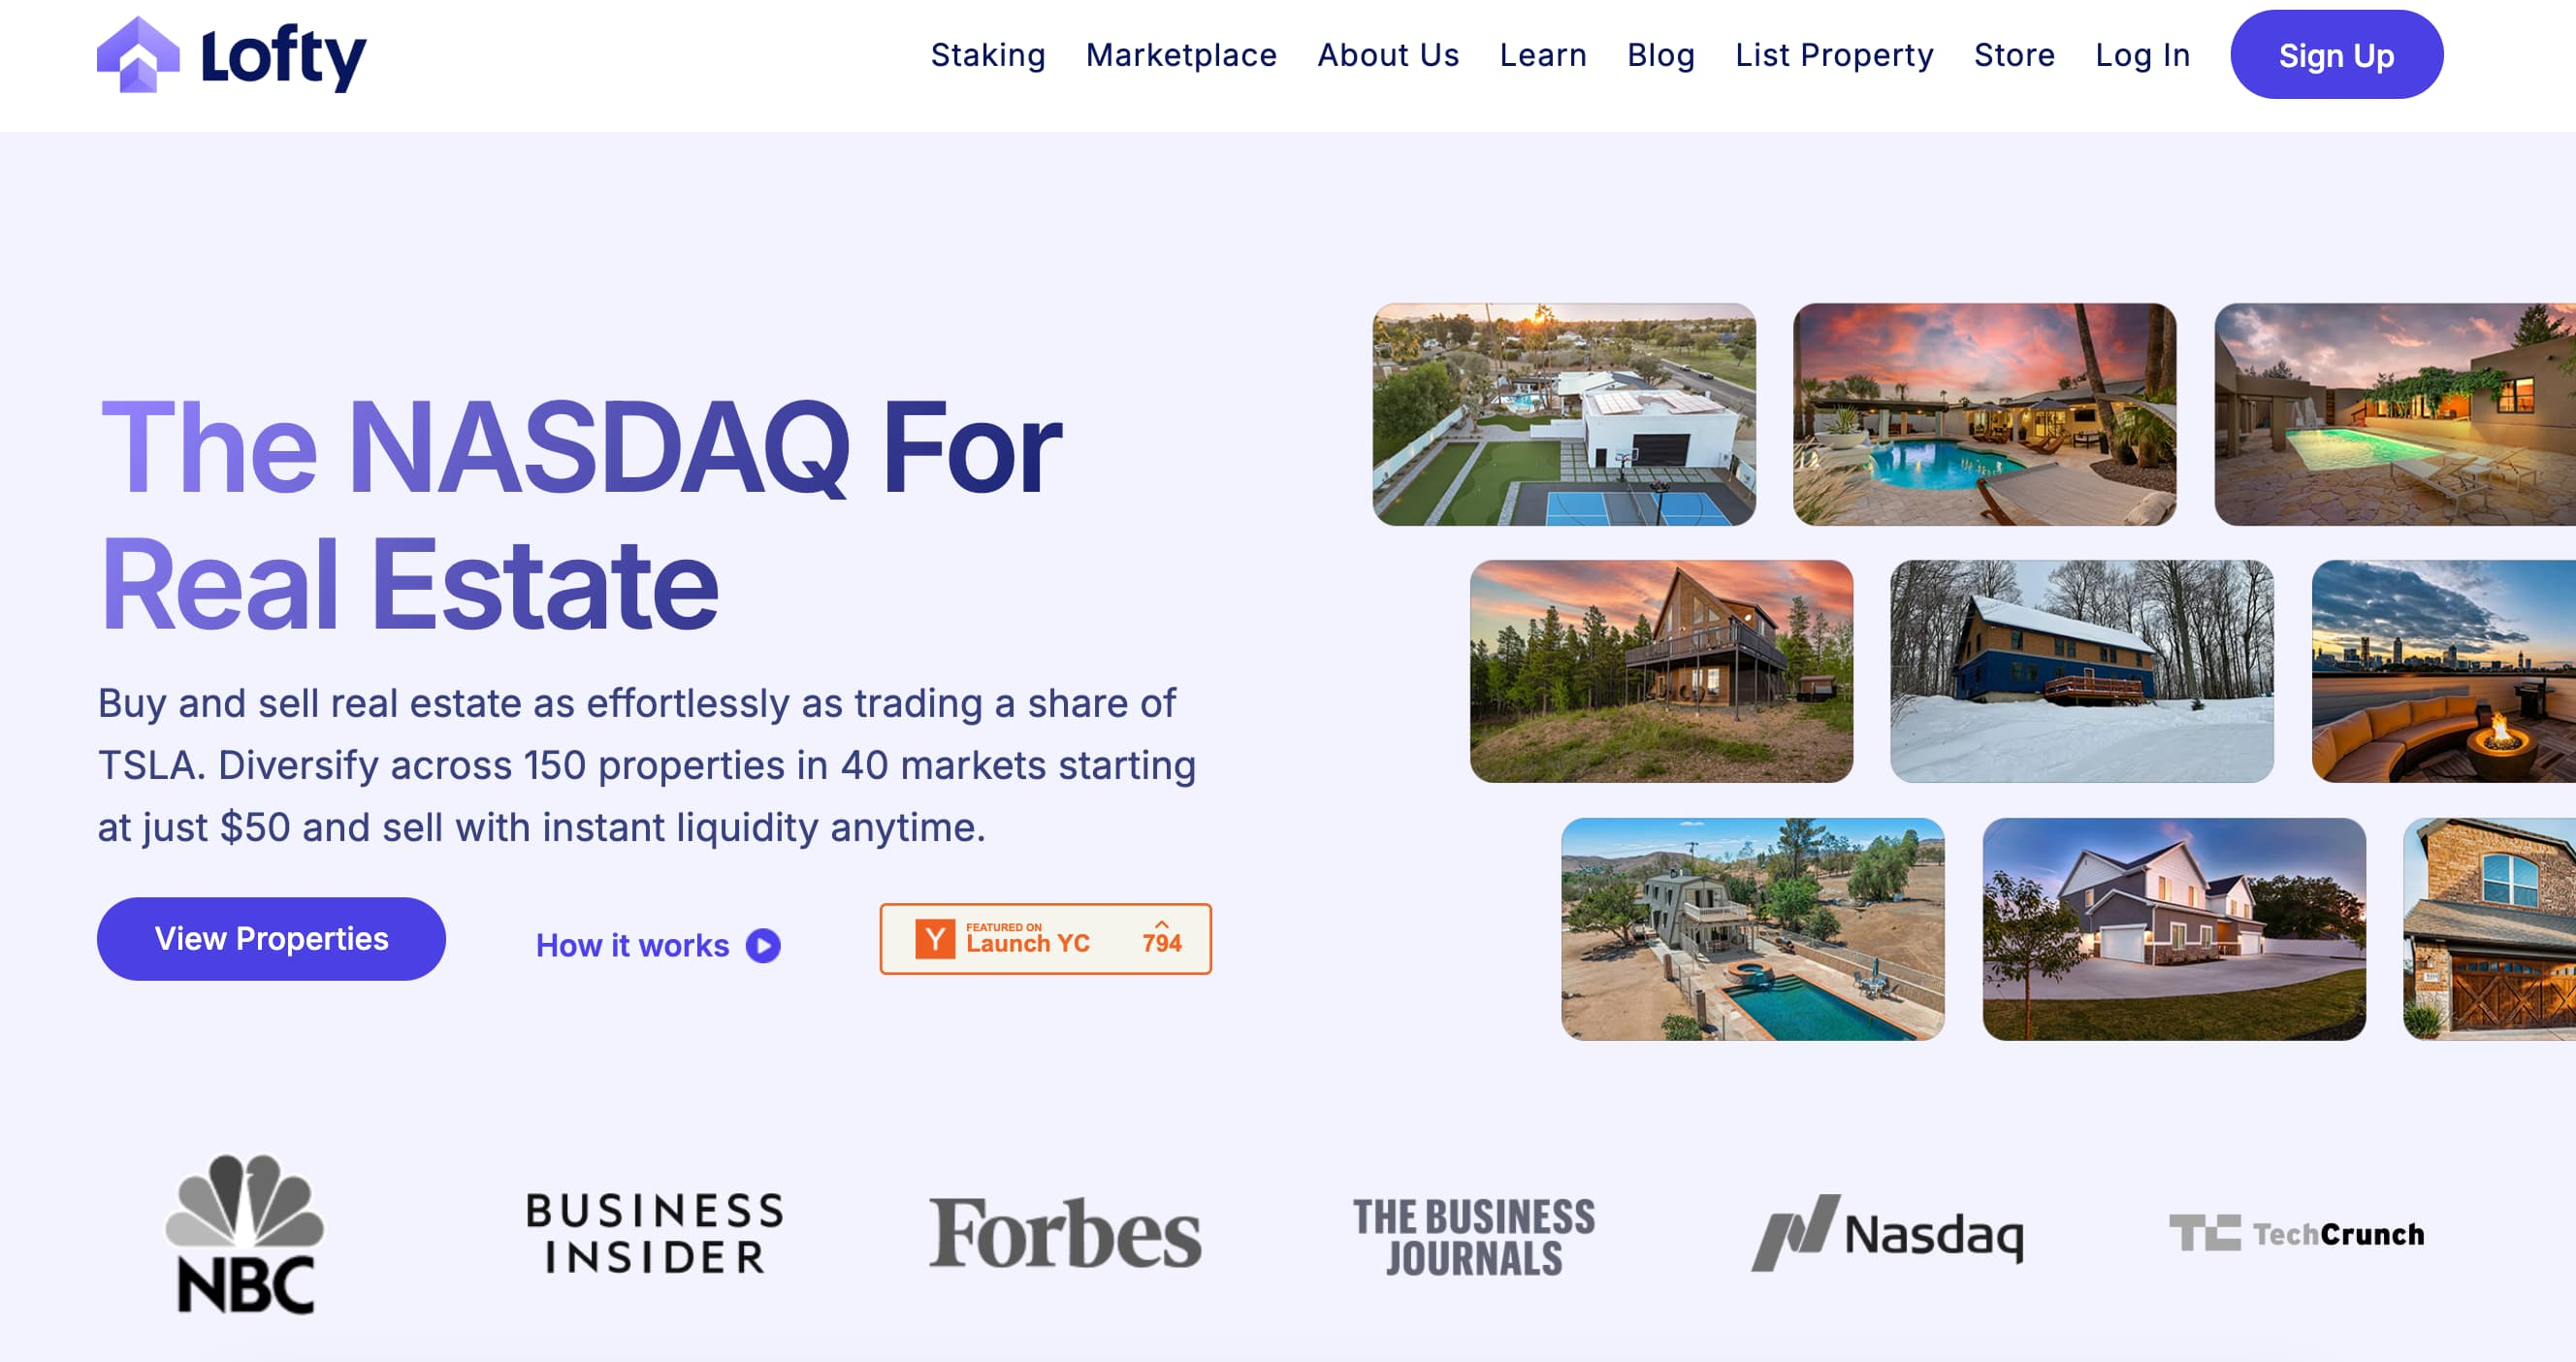 Lofty
Staking Marketplace About Us Learn Blog List Property Store Log In Sign Up
The NASDAQ For
Real Estate
Buy and sell real estate as effortlessly as trading a share of
TSLA. Diversify across 150 properties in 40 markets starting
at just $50 and sell with instant liquidity anytime.
View Properties
How it works
Y
FEATURED ON
Launch YC
794
NBC
BUSINESS
INSIDER
Forbes
THE BUSINESS
JOURNALS
Nasdaq
TC TechCrunch